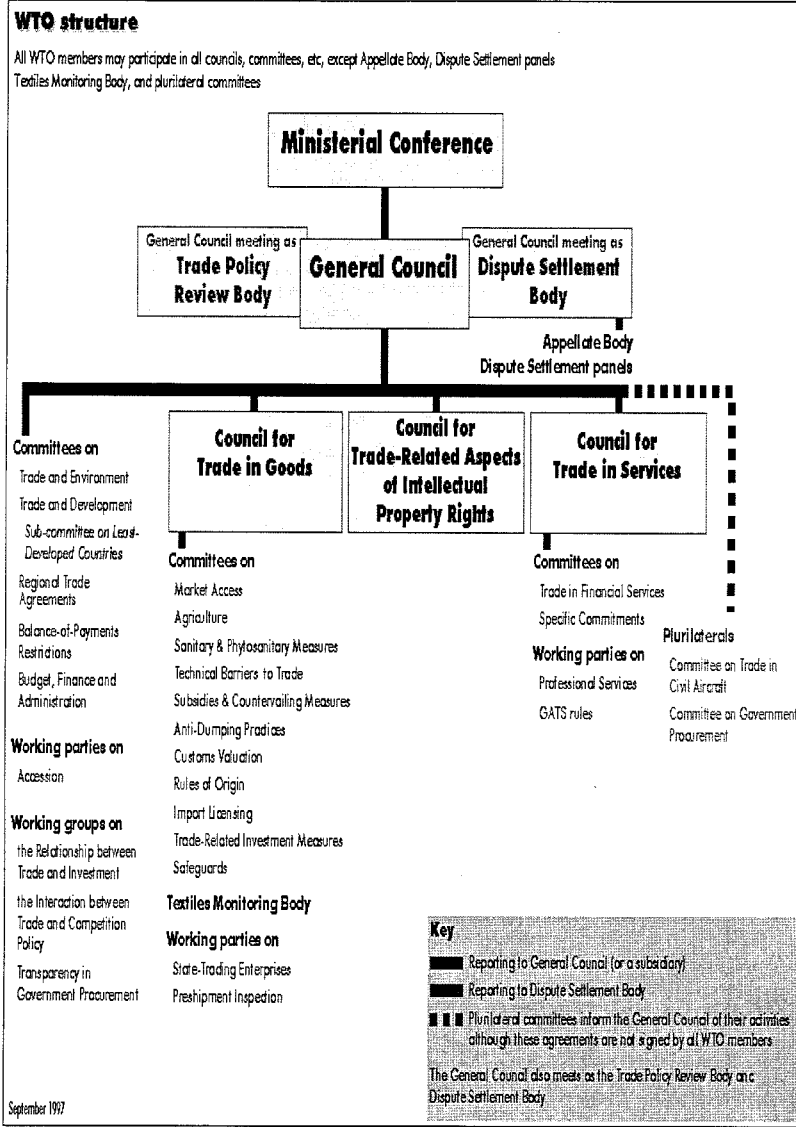 WTO structure
All WTO members may participate in all councils, committees, etc, except Appellate Body, Dispute Settlement panels
Textiles Monitoring Body, and plurilateral committees
Ministerial Conference
General Council meeting as
Trade Policy
Review Body
General Council
General Council meeting as
Dispute Settlement
Body
Appellate Body
Dispute Settlement panels
Committees on
Trade and Environment
Trade and Development
Sub-committee on Least-
Developed Countries
Regional Trade
Agreements
Balance-of-Payments
Restrictions
Budget, Finance and
Administration
Working parties on
Accession
Working groups on
the Relationship between
Trade and Investment
the Interaction between
Trade and Competition
Policy
Transparency in
Government Procurement
Council for
Trade in Goods
Committees on
Market Access
Agriculture
Sanitary & Phytosanitary Measures
Technical Barriers to Trade
Subsidies & Countervailing Measures
Anti-Dumping Practices
Customs Valuation
Rules of Origin
Import Licensing
Trade-Related Investment Measures
Safeguards
Textiles Monitoring Body
Working parties on
State-Trading Enterprises
Preshipment Inspection
Council for
Trade-Related Aspects
of Intellectual
Property Rights
Council for
Trade in Services
Committees on
Trade in Financial Services
Specific Commitments
Working parties on
Professional Services
GATS rules
Plurilaterals
Committee on Trade in
Civil Aircraft
Committee on Government
Procurement
Key
Reporting to General Council (or a subsidiary)
Reporting to Dispute Settlement Body
Plurilateral committees inform the General Council of their activities
although these agreements are not signed by all WTO members
The General Council also meets as the Trade Policy Review Body and
Dispute Settlement Body
September 1997